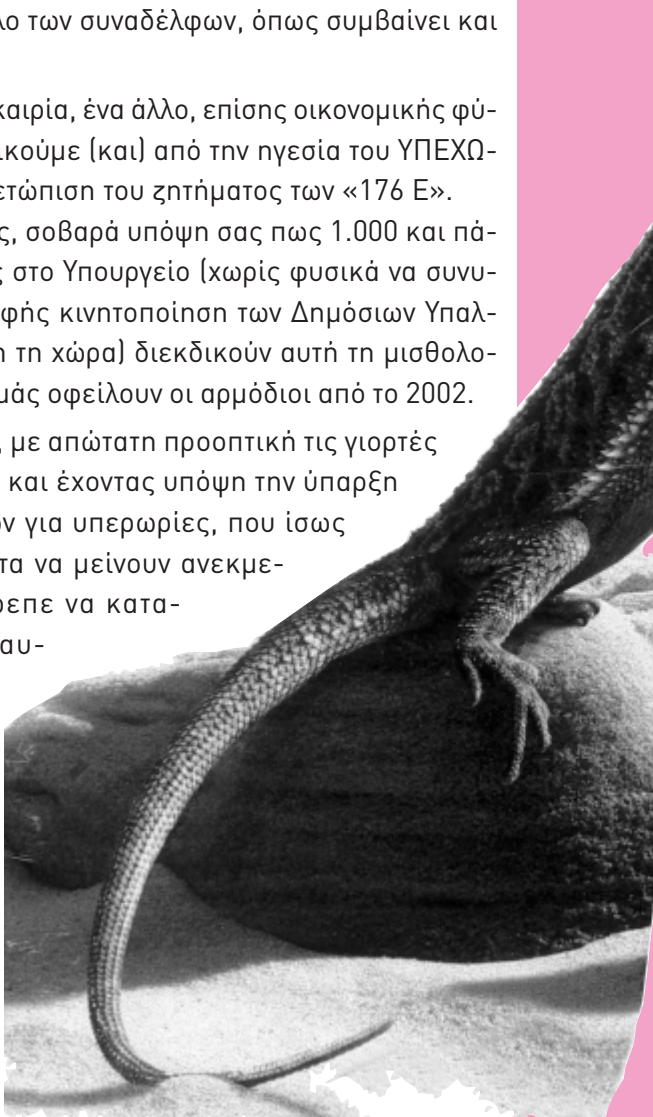 λο των συναδέλφων, όπως συμβαίνει και
καιρία, ένα άλλο, επίσης οικονομικής φύ-
ικούμε (και) από την ηγεσία του ΥΠΕΧΩ-
ετώπιση του ζητήματος των «176 Ε».
ς, σοβαρά υπόψη σας πως 1.000 και πά-
ς στο Υπουργείο (χωρίς φυσικά να συνυ-
φής κινητοποίηση των Δημόσιων Υπαλ-
η τη χώρα) διεκδικούν αυτή τη μισθολο-
μάς οφείλουν οι αρμόδιοι από το 2002.
, με απώτατη προοπτική τις γιορτές
και έχοντας υπόψη την ύπαρξη
ν για υπερωρίες, που ίσως
τα να μείνουν ανεκμε-
ρεπε να κατα-
αυ-